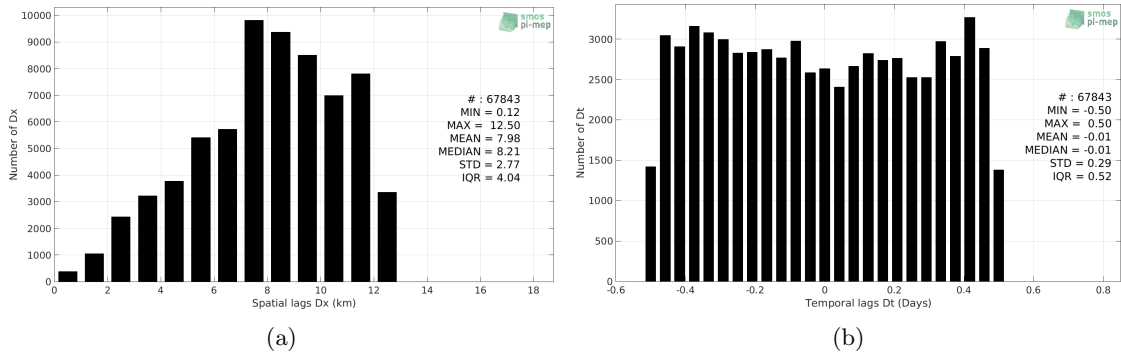 smos
pi-mep
10000
9000
8000
7000
6000
5000
4000
3000
2000
1000
0
Number of Dx
# : 67843
MIN = 0.12
MAX = 12.50
MEAN = 7.98
MEDIAN = 8.21
STD = 2.77
IQR = 4.04
0 2 4 6 8 10 12 14 16 18
Spatial lags Dx (km)
(a)
smos
pi-mep
3000
2500
2000
1500
1000
500
0
Number of Dt
# : 67843
MIN = -0.50
MAX = 0.50
MEAN = -0.01
MEDIAN = -0.01
STD = 0.29
IQR = 0.52
-0.6 -0.4 -0.2 0 0.2 0.4 0.6 0.8
Temporal lags Dt (Days)
(b)